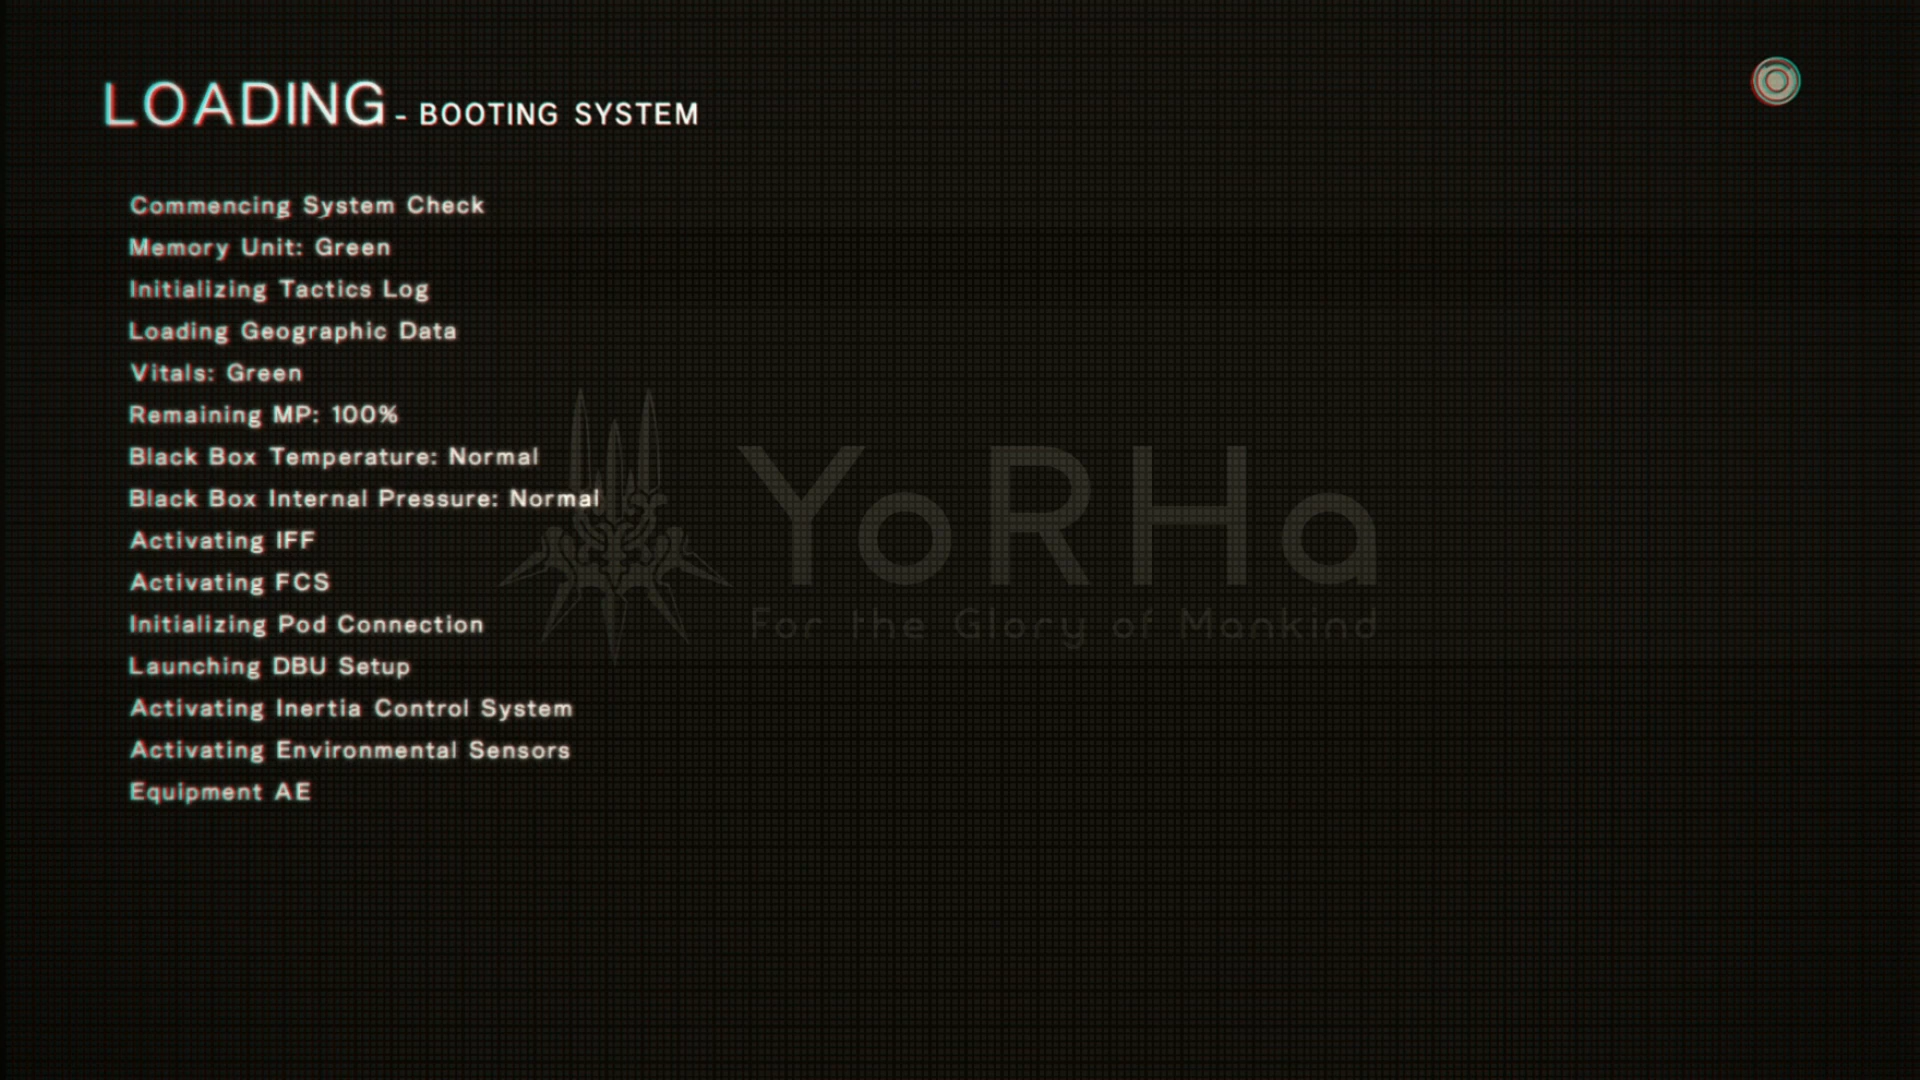 LOADING - BOOTING SYSTEM
Commencing System Check
Memory Unit: Green
Initializing Tactics Log
Loading Geographic Data
Vitals: Green
Remaining MP: 100%
Black Box Temperature: Normal
Black Box Internal Pressure: Normal
Activating IFF
Activating FCS
Initializing Pod Connection
Launching DBU Setup
Activating Inertia Control System
Activating Environmental Sensors
Equipment AE
YoRHa
For the Glory of Mankind